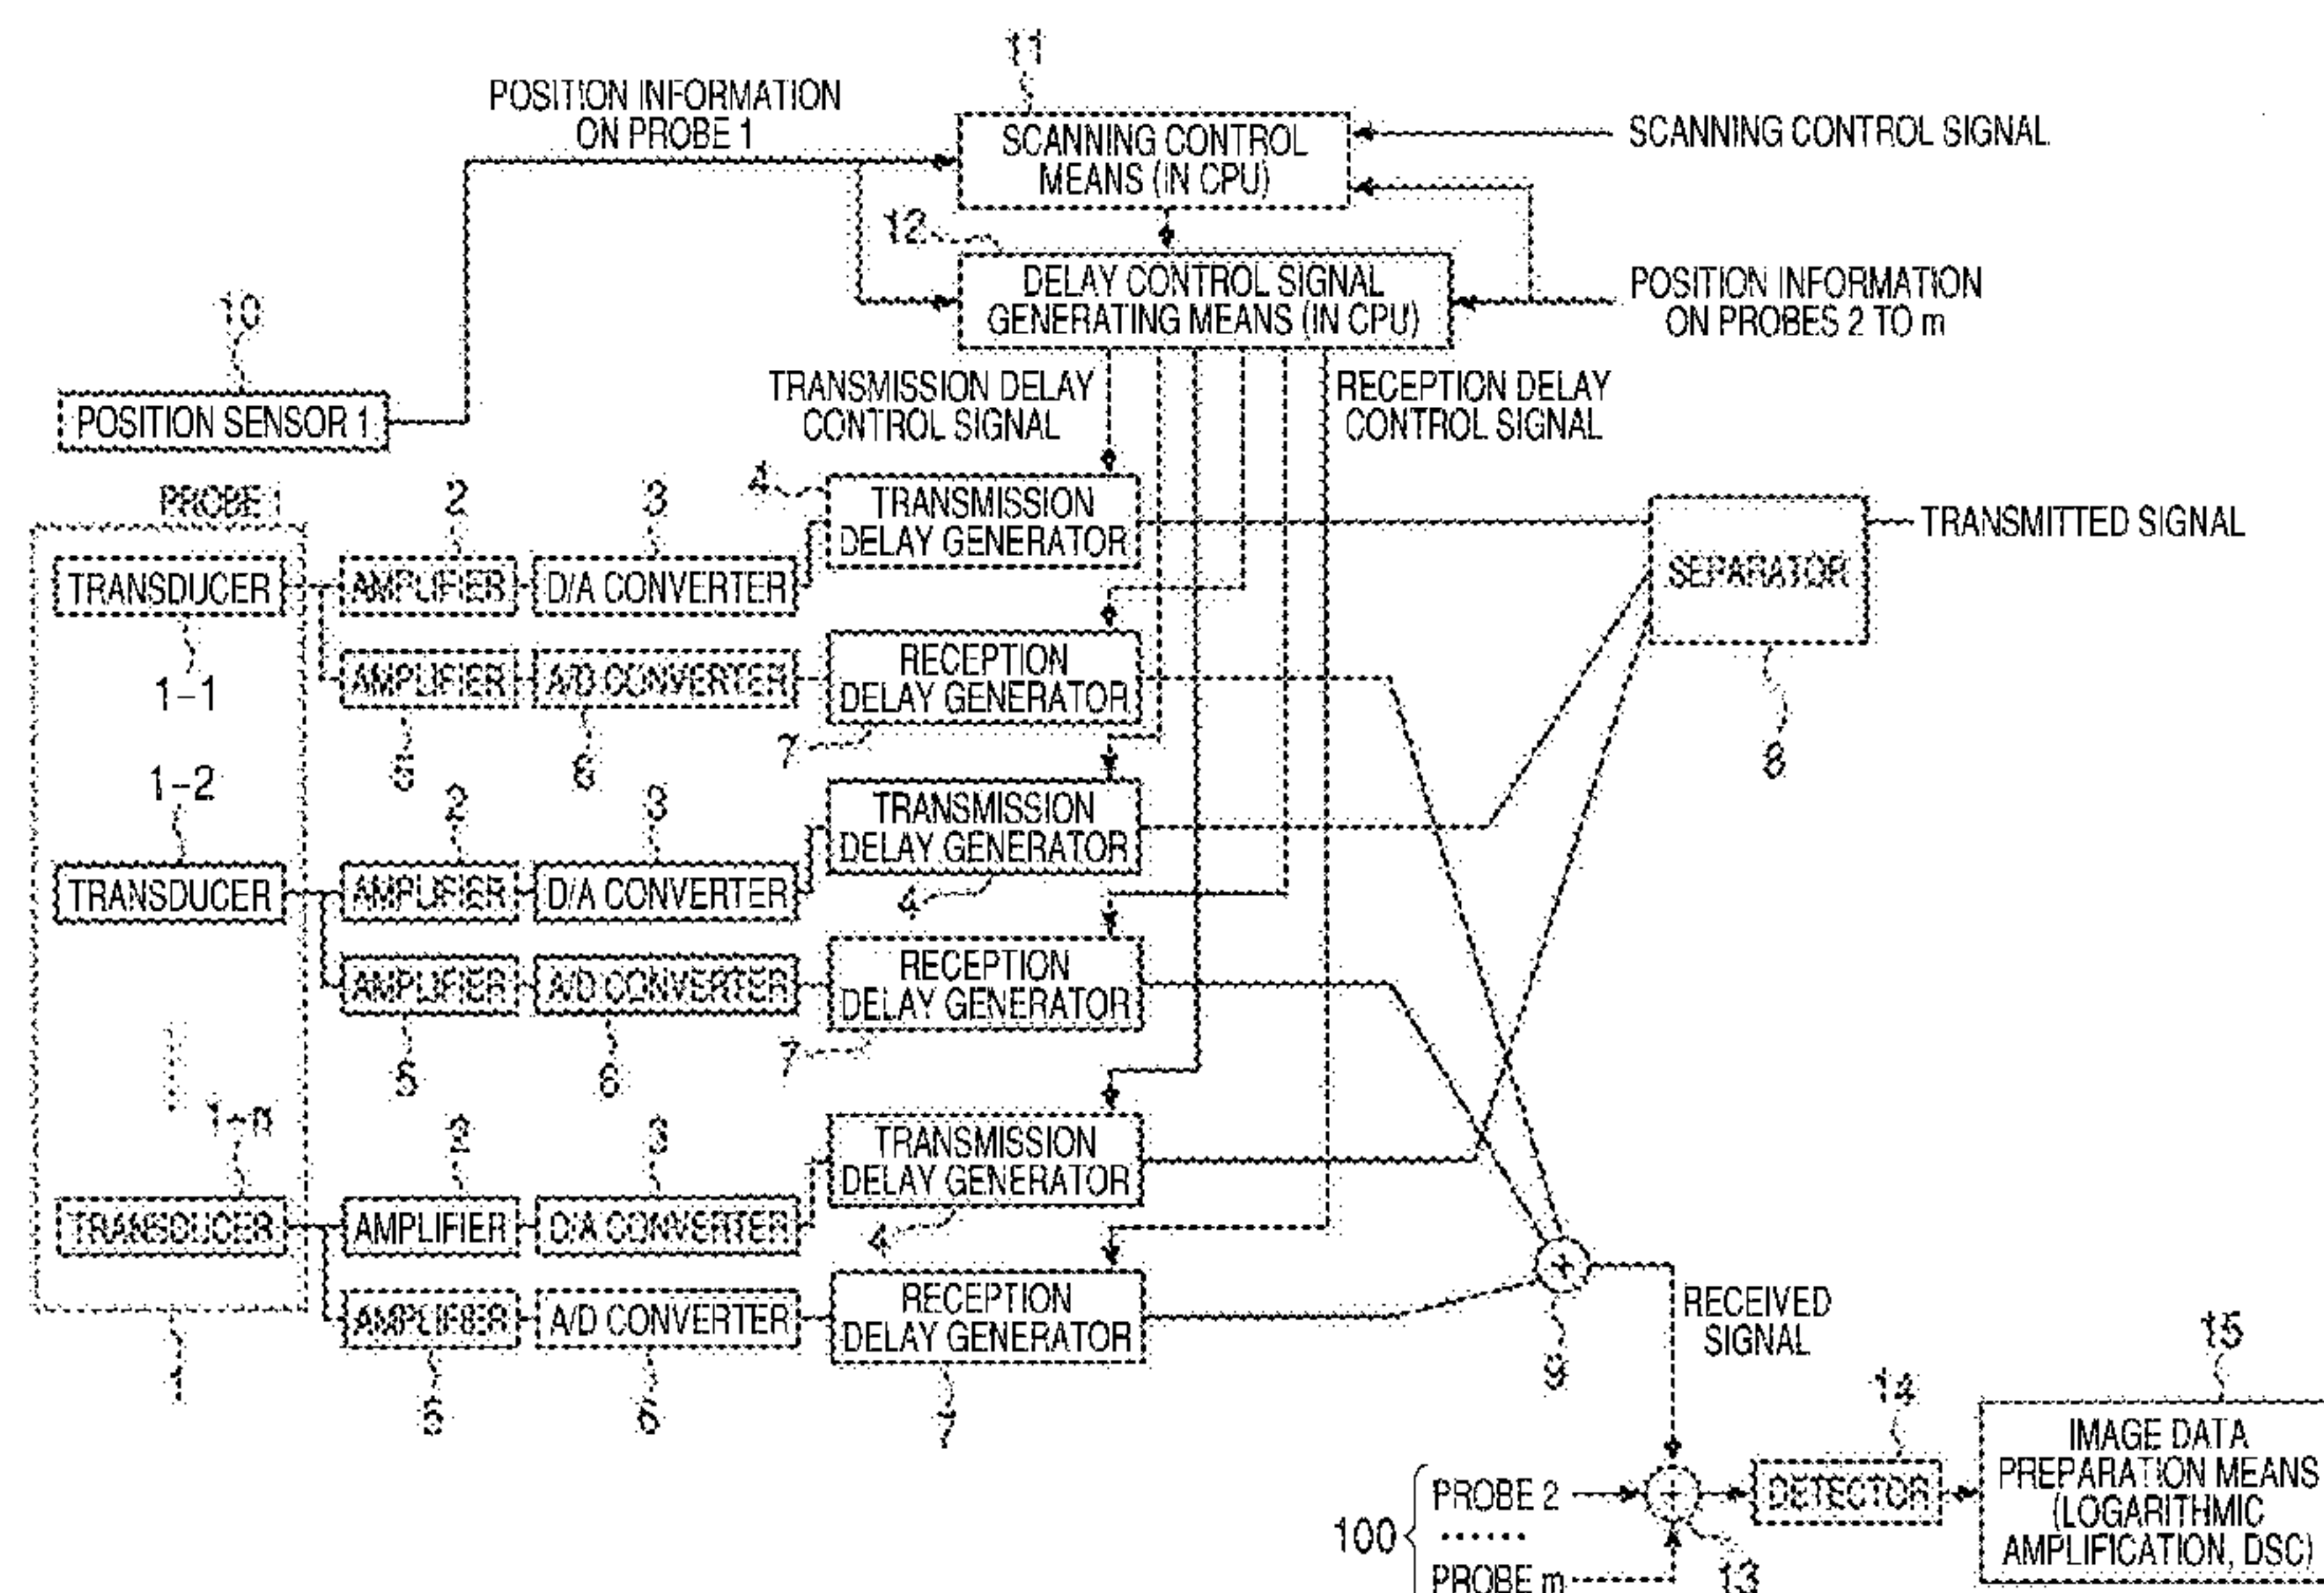 11
POSITION INFORMATION
ON PROBE 1
SCANNING CONTROL
MEANS (IN CPU)
SCANNING CONTROL SIGNAL
12
DELAY CONTROL SIGNAL
GENERATING MEANS (IN CPU)
POSITION INFORMATION
ON PROBES 2 TO m
10
POSITION SENSOR 1
TRANSMISSION DELAY
CONTROL SIGNAL
RECEPTION DELAY
CONTROL SIGNAL
PROBE 1
2
3
4
TRANSMISSION
DELAY GENERATOR
TRANSDUCER
AMPLIFIER
D/A CONVERTER
SEPARATOR
TRANSMITTED SIGNAL
1-1
AMPLIFIER
A/D CONVERTER
RECEPTION
DELAY GENERATOR
5
6
7
8
1-2
2
3
TRANSMISSION
DELAY GENERATOR
TRANSDUCER
AMPLIFIER
D/A CONVERTER
4
AMPLIFIER
A/D CONVERTER
RECEPTION
DELAY GENERATOR
5
6
7
1-n
2
3
TRANSMISSION
DELAY GENERATOR
TRANSDUCER
AMPLIFIER
D/A CONVERTER
4
AMPLIFIER
A/D CONVERTER
RECEPTION
DELAY GENERATOR
+
1
5
6
7
9
RECEIVED
SIGNAL
14
15
100
PROBE 2
......
PROBE m
+
13
DETECTOR
IMAGE DATA
PREPARATION MEANS
(LOGARITHMIC
AMPLIFICATION, DSC)